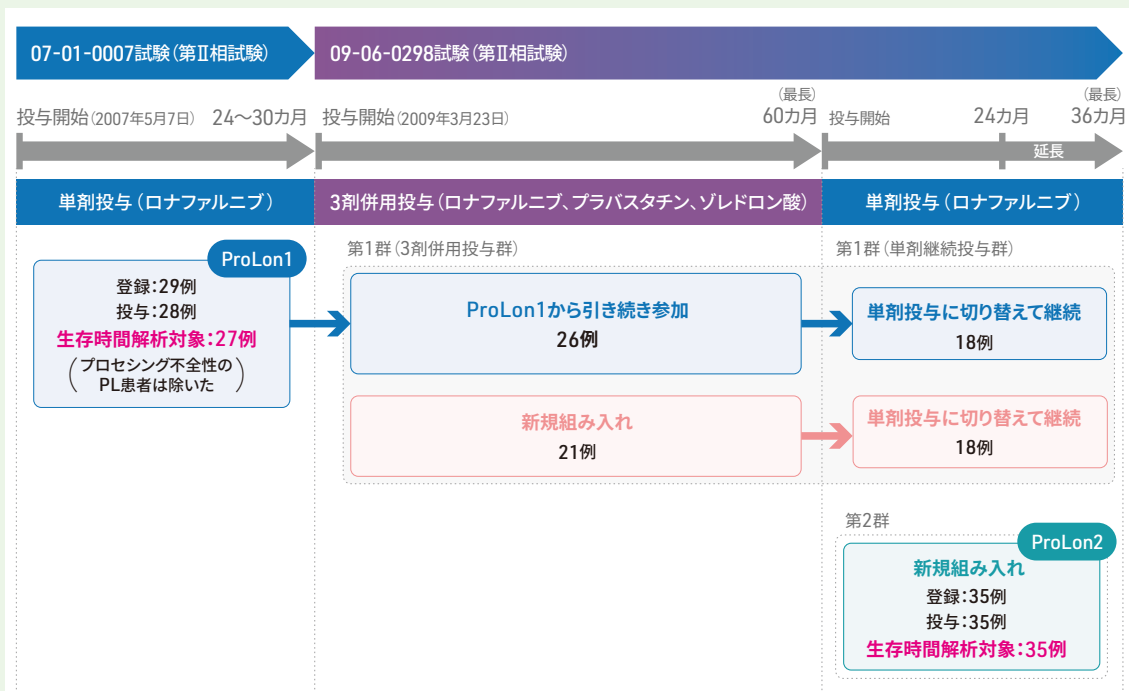 07-01-0007試験（第Ⅱ相試験）
09-06-0298試験（第Ⅱ相試験）
投与開始（2007年5月7日）
24～30カ月
投与開始（2009年3月23日）
（最長）
60カ月
投与開始
24カ月
（最長）
36カ月
延長
単剤投与（ロナファルニブ）
3剤併用投与（ロナファルニブ、プラバスタチン、ゾレドロン酸）
単剤投与（ロナファルニブ）
ProLon1
登録：29例
投与：28例
生存時間解析対象：27例
（プロセシング不全性の
PL患者は除いた）
第1群（3剤併用投与群）
ProLon1から引き続き参加
26例
新規組み入れ
21例
第1群（単剤継続投与群）
単剤投与に切り替えて継続
18例
単剤投与に切り替えて継続
18例
第2群
ProLon2
新規組み入れ
登録：35例
投与：35例
生存時間解析対象：35例